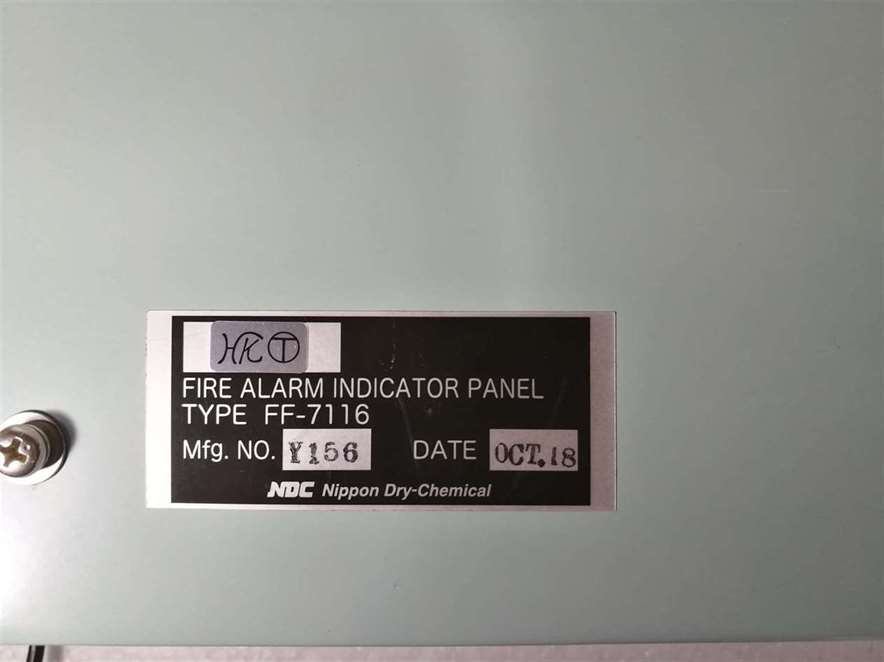 HK T
FIRE ALARM INDICATOR PANEL
TYPE FF-7116
Mfg. NO. Y156 DATE OCT.18
NDC Nippon Dry-Chemical